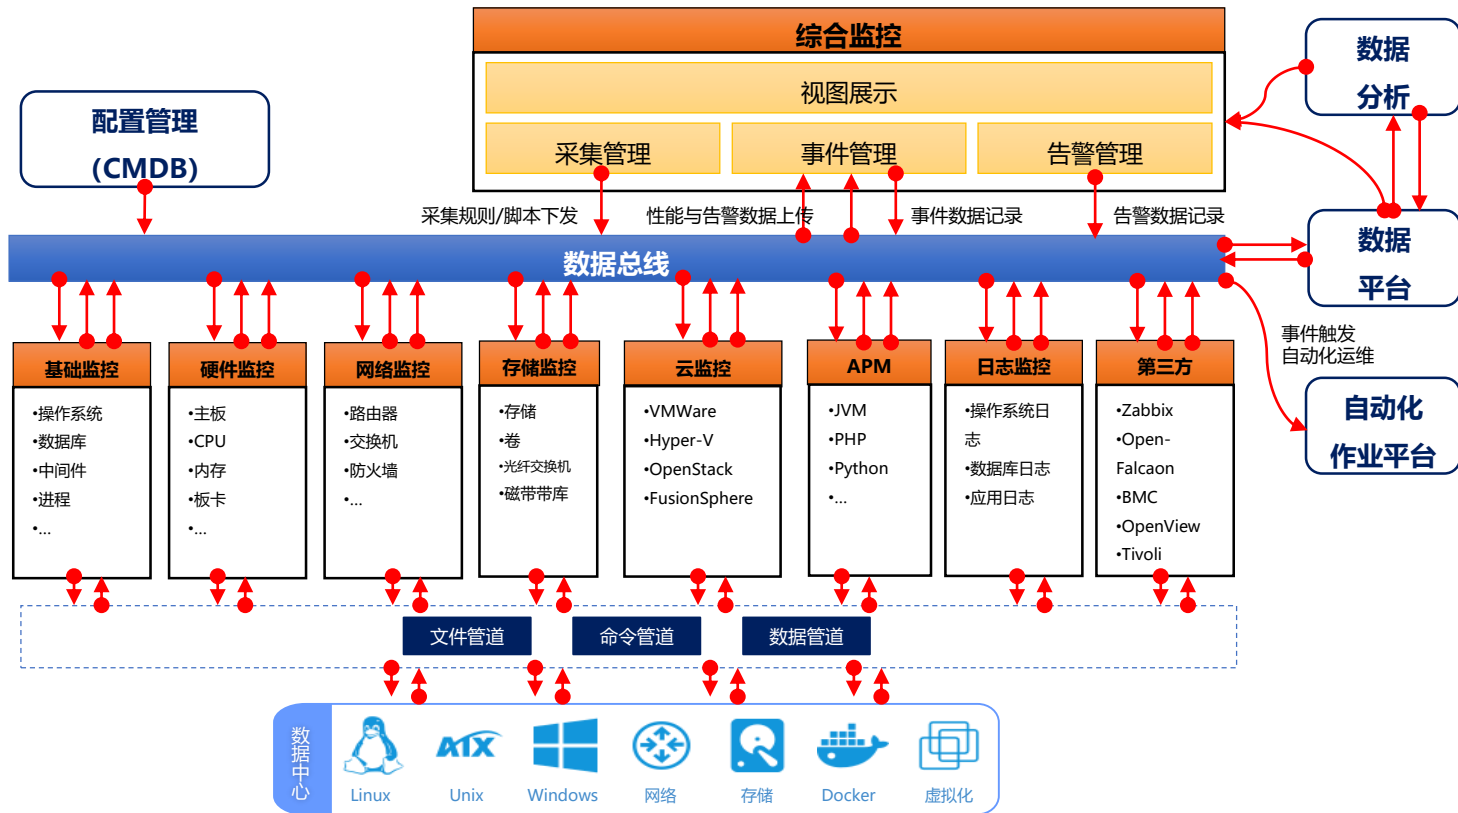 综合监控
视图展示
采集管理
事件管理
告警管理
数据
分析
配置管理
(CMDB)
采集规则/脚本下发
性能与告警数据上传
事件数据记录
告警数据记录
数据总线
数据
平台
事件触发
自动化运维
自动化
作业平台
基础监控
•操作系统
•数据库
•中间件
•进程
•...
硬件监控
•主板
•CPU
•内存
•板卡
•...
网络监控
•路由器
•交换机
•防火墙
•...
存储监控
•存储
•卷
•光纤交换机
•磁带带库
云监控
•VMWare
•Hyper-V
•OpenStack
•FusionSphere
APM
•JVM
•PHP
•Python
•...
日志监控
•操作系统日
志
•数据库日志
•应用日志
第三方
•Zabbix
•Open-
Falcaon
•BMC
•OpenView
•Tivoli
文件管道
命令管道
数据管道
数据中心
AIX
Linux
Unix
Windows
网络
存储
Docker
虚拟化